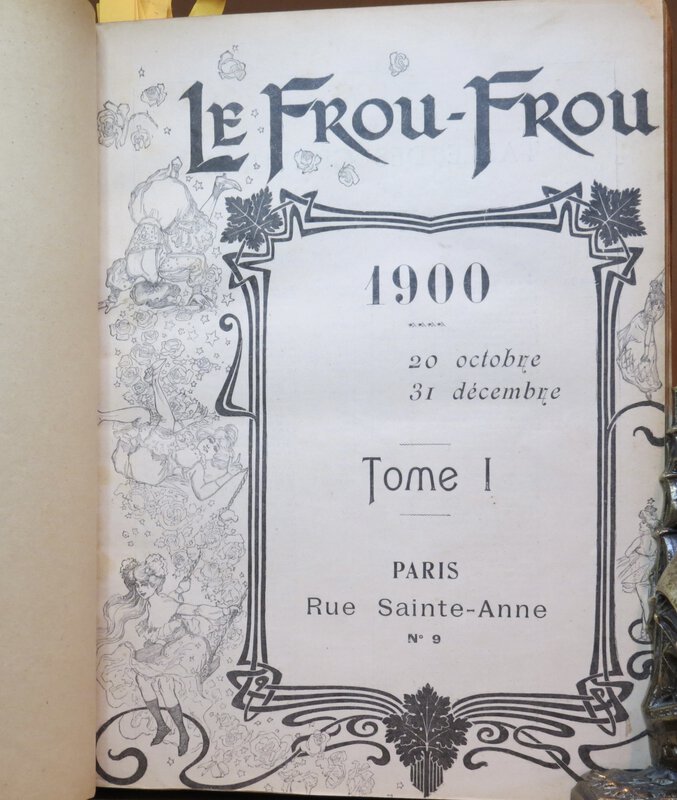 LE FROU-FROU
1900
20 octobre
31 décembre
Tome I
PARIS
Rue Sainte-Anne
N° 9